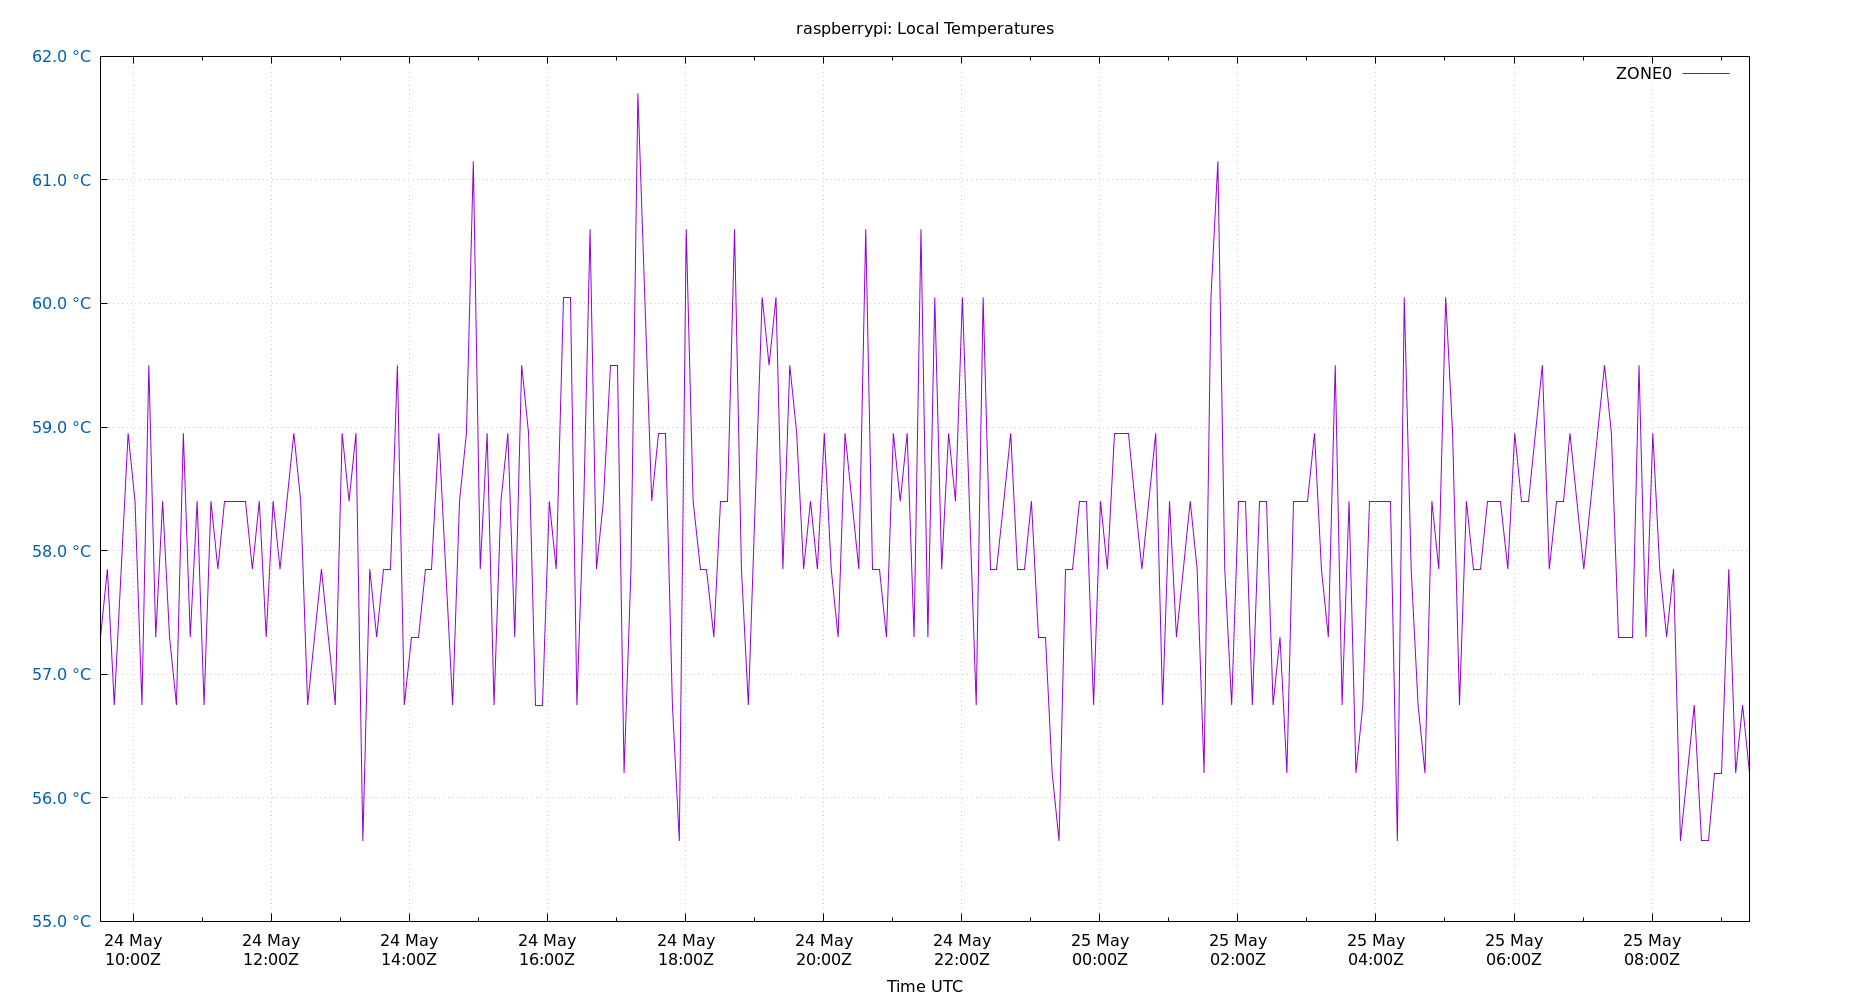 raspberrypi: Local Temperatures
ZONE0
62.0 °C
61.0 °C
60.0 °C
59.0 °C
58.0 °C
57.0 °C
56.0 °C
55.0 °C
24 May 24 May 24 May 24 May 24 May 24 May 24 May 25 May 25 May 25 May 25 May 25 May
10:00Z 12:00Z 14:00Z 16:00Z 18:00Z 20:00Z 22:00Z 00:00Z 02:00Z 04:00Z 06:00Z 08:00Z
Time UTC